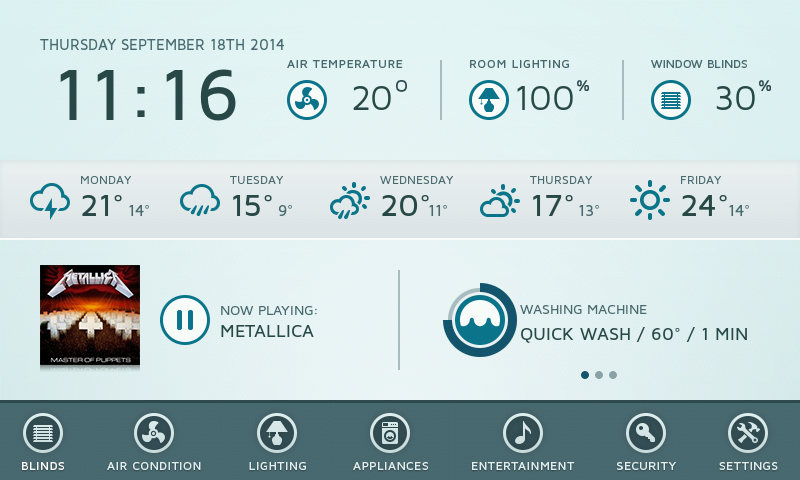 THURSDAY SEPTEMBER 18TH 2014
11:16
AIR TEMPERATURE
20°
ROOM LIGHTING
100%
WINDOW BLINDS
30%
MONDAY
21° 14°
TUESDAY
15° 9°
WEDNESDAY
20° 11°
THURSDAY
17° 13°
FRIDAY
24° 14°
METALLICA
MASTER OF PUPPETS
NOW PLAYING:
METALLICA
WASHING MACHINE
QUICK WASH / 60° / 1 MIN
BLINDS
AIR CONDITION
LIGHTING
APPLIANCES
ENTERTAINMENT
SECURITY
SETTINGS